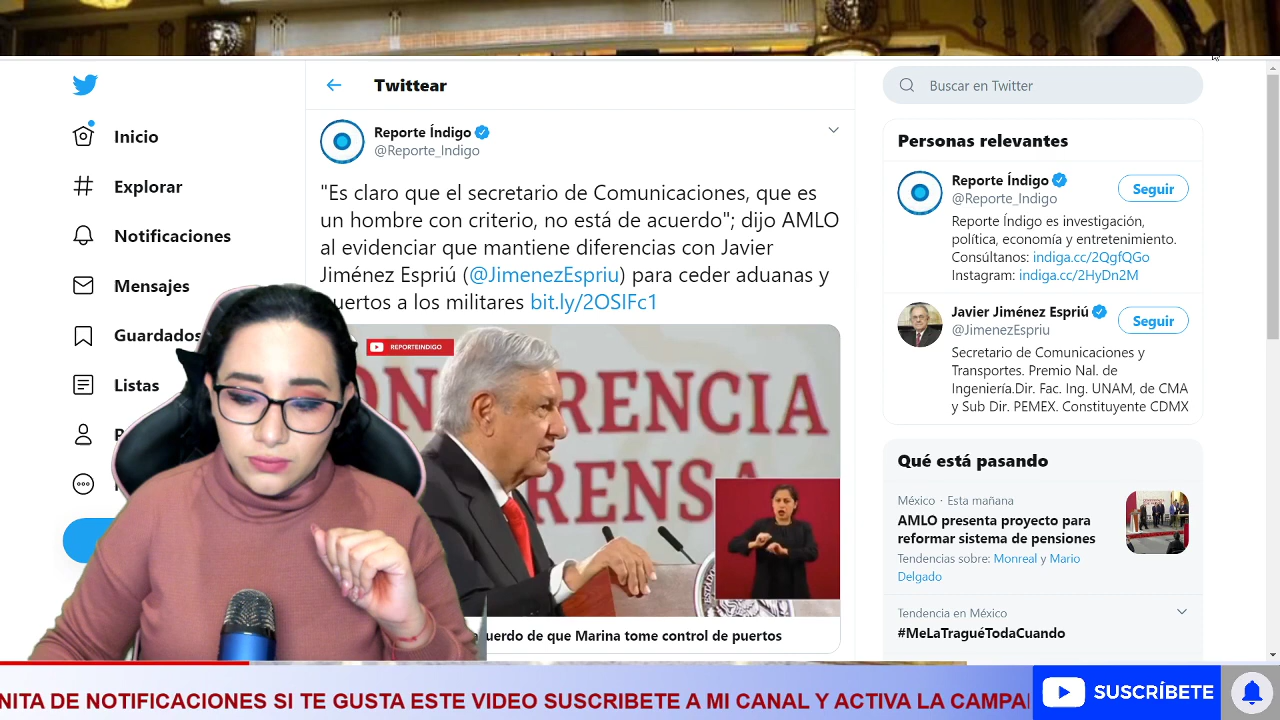 Inicio
Explorar
Notificaciones
Mensajes
Guardados
Listas
Twittear
Reporte Índigo
@Reporte_Indigo
"Es claro que el secretario de Comunicaciones, que es
un hombre con criterio, no está de acuerdo"; dijo AMLO
al evidenciar que mantiene diferencias con Javier
Jiménez Espriú (@JimenezEspriu) para ceder aduanas y
uertos a los militares bit.ly/2OSIFc1
REPORTEINDIGO
ONFERENCIA
RENSA
uerdo de que Marina tome control de puertos
Buscar en Twitter
Personas relevantes
Reporte Índigo
@Reporte_Indigo
Seguir
Reporte Índigo es investigación,
política, economía y entretenimiento.
Consúltanos: indiga.cc/2QgfQGo
Instagram: indiga.cc/2HyDn2M
Javier Jiménez Espriú
@JimenezEspriu
Seguir
Secretario de Comunicaciones y
Transportes. Premio Nal. de
Ingeniería.Dir. Fac. Ing. UNAM, de CMA
y Sub Dir. PEMEX. Constituyente CDMX
Qué está pasando
México · Esta mañana
AMLO presenta proyecto para
reformar sistema de pensiones
Tendencias sobre: Monreal y Mario
Delgado
Tendencia en México
#MeLaTraguéTodaCuando
NITA DE NOTIFICACIONES SI TE GUSTA ESTE VIDEO SUSCRIBETE A MI CANAL Y ACTIVA LA CAMPA
SUSCRÍBETE